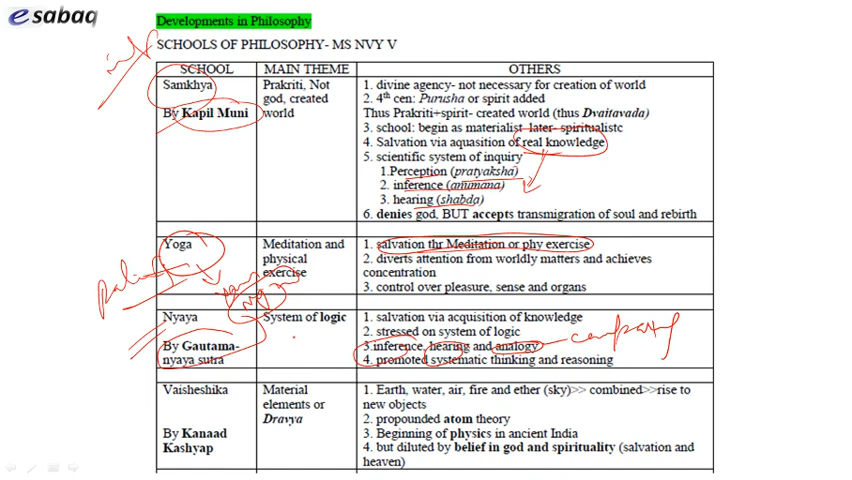 esabaq
Developments in Philosophy
SCHOOLS OF PHILOSOPHY- MS NVY V
SCHOOL
MAIN THEME
OTHERS
Samkhya
By Kapil Muni
Prakriti, Not
god, created
world
1. divine agency- not necessary for creation of world
2. 4th cen: Purusha or spirit added
Thus Prakriti+spirit- created world (thus Dvaitavada)
3. school: begin as materialist later- spiritualistc
4. Salvation via aquasition of real knowledge
5. scientific system of inquiry
1.Perception (pratyaksha)
2. inference (anumana)
3. hearing (shabda)
6. denies god, BUT accepts transmigration of soul and rebirth
Yoga
Meditation and
physical
exercise
1. salvation thr Meditation or phy exercise
2. diverts attention from worldly matters and achieves
concentration
3. control over pleasure, sense and organs
Nyaya
By Gautama-
nyaya sutra
System of logic
1. salvation via acquisition of knowledge
2. stressed on system of logic
3.inference, hearing and analogy
4. promoted systematic thinking and reasoning
Vaisheshika
By Kanaad
Kashyap
Material
elements or
Dravya
1. Earth, water, air, fire and ether (sky)>> combined>>rise to
new objects
2. propounded atom theory
3. Beginning of physics in ancient India
4. but diluted by belief in god and spirituality (salvation and
heaven)